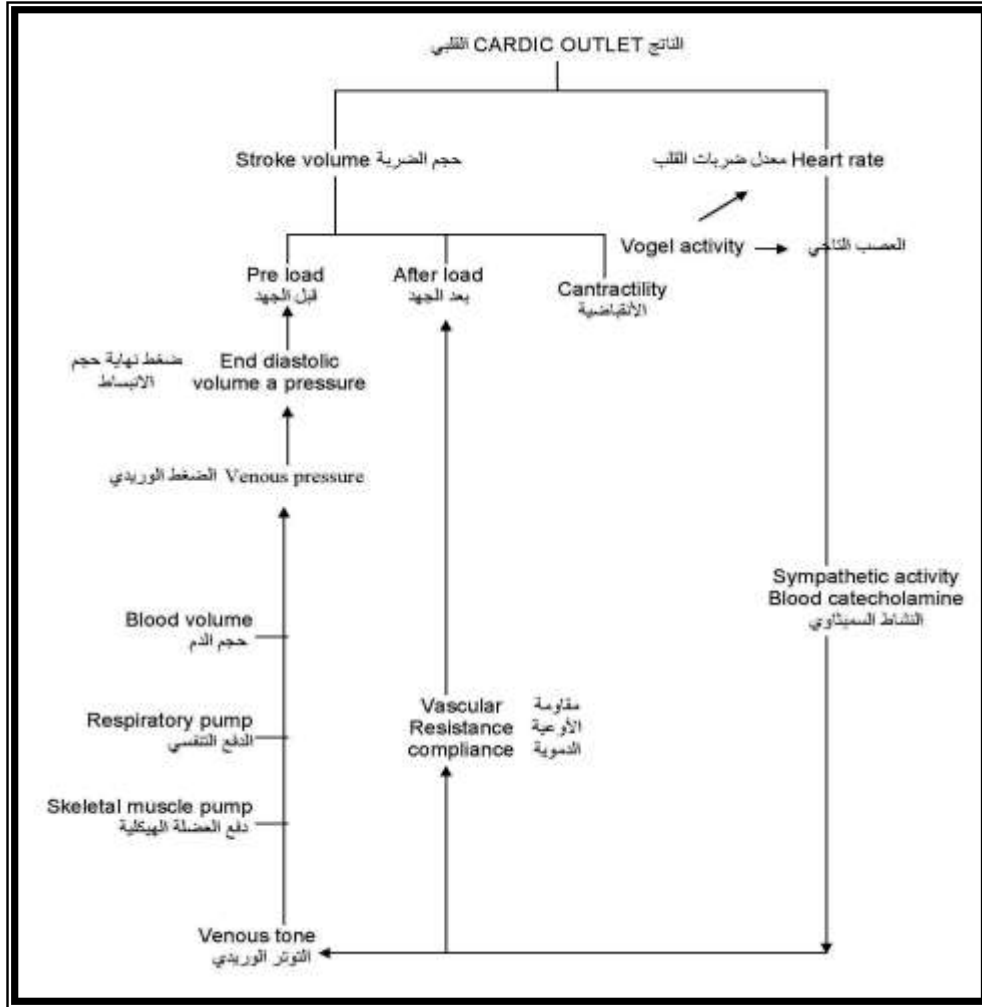 الناتج CARDIC OUTLET القلبي
Stroke volume حجم الضربة
معدل ضربات القلب Heart rate
Vogel activity
العصب التاجي
Pre load
قبل الجهد
After load
بعد الجهد
Cantractility
الأنقباضية
ضغط نهاية حجم
الانبساط
End diastolic
volume a pressure
الضغط الوريدي Venous pressure
Sympathetic activity
Blood catecholamine
النشاط السمبثاوي
Blood volume
حجم الدم
Vascular
Resistance
compliance
مقاومة
الأوعية
الدموية
Respiratory pump
الدفع التنفسي
Skeletal muscle pump
دفع العضلة الهيكلية
Venous tone
التوتر الوريدي